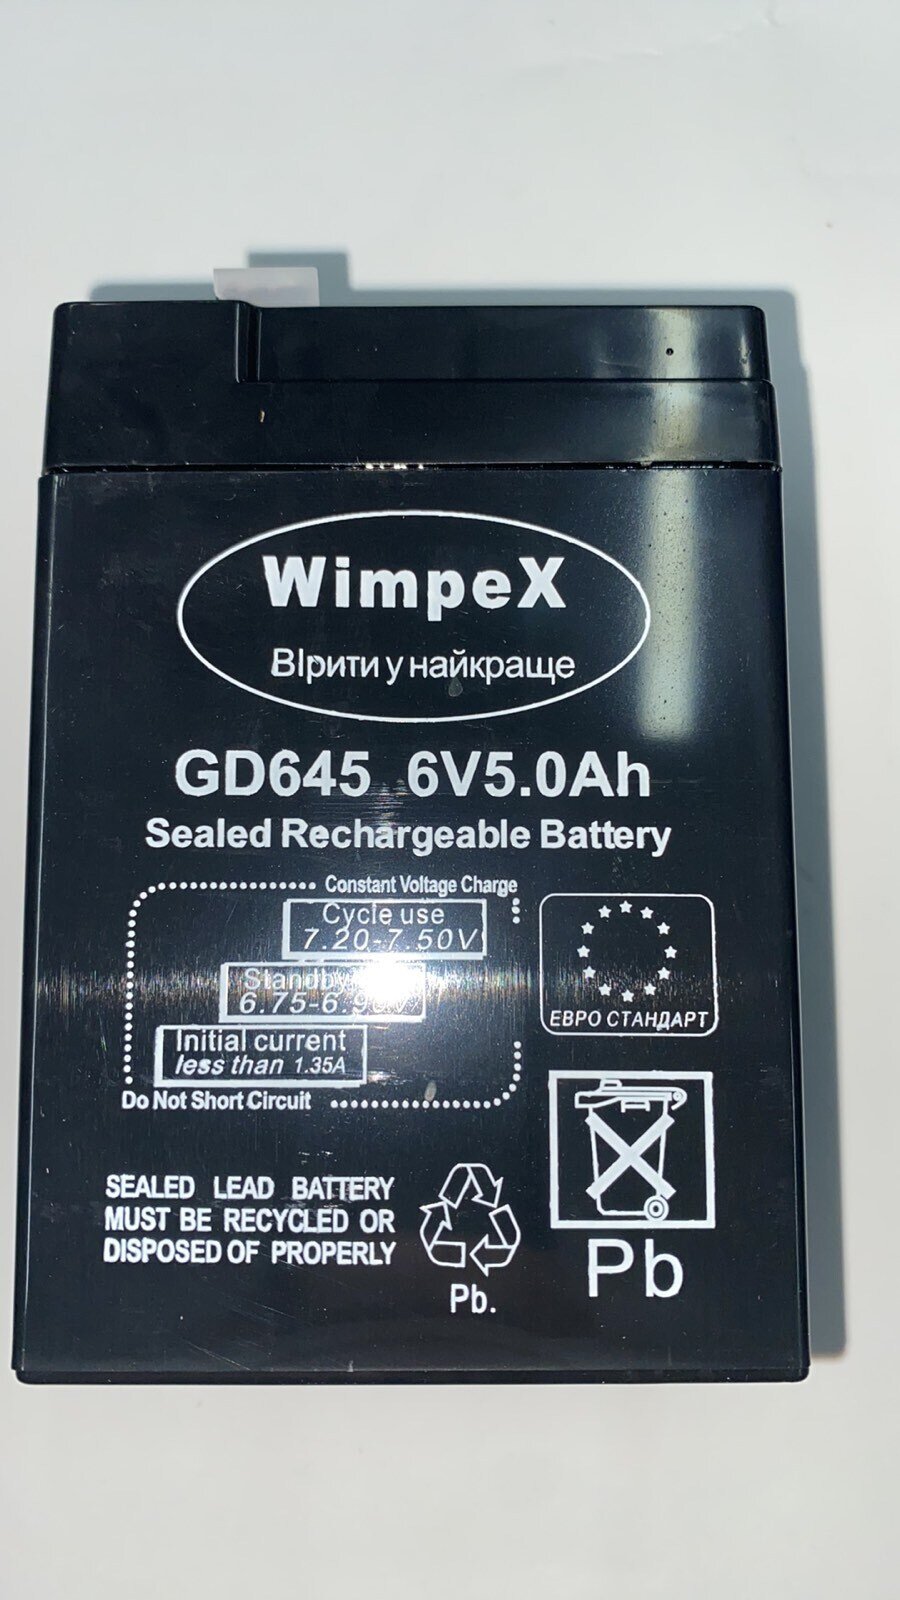 WimpeX
ВІрити у найкраще
GD645 6V5.0Ah
Sealed Rechargeable Battery
Constant Voltage Charge
Cycle use
7.20-7.50V
Standby
Initial current
less than 1.35A
Do Not Short Circuit
ЕВРО СТАНДАРТ
SEALED LEAD BATTERY
MUST BE RECYCLED OR
DISPOSED OF PROPERLY
Pb.
Pb